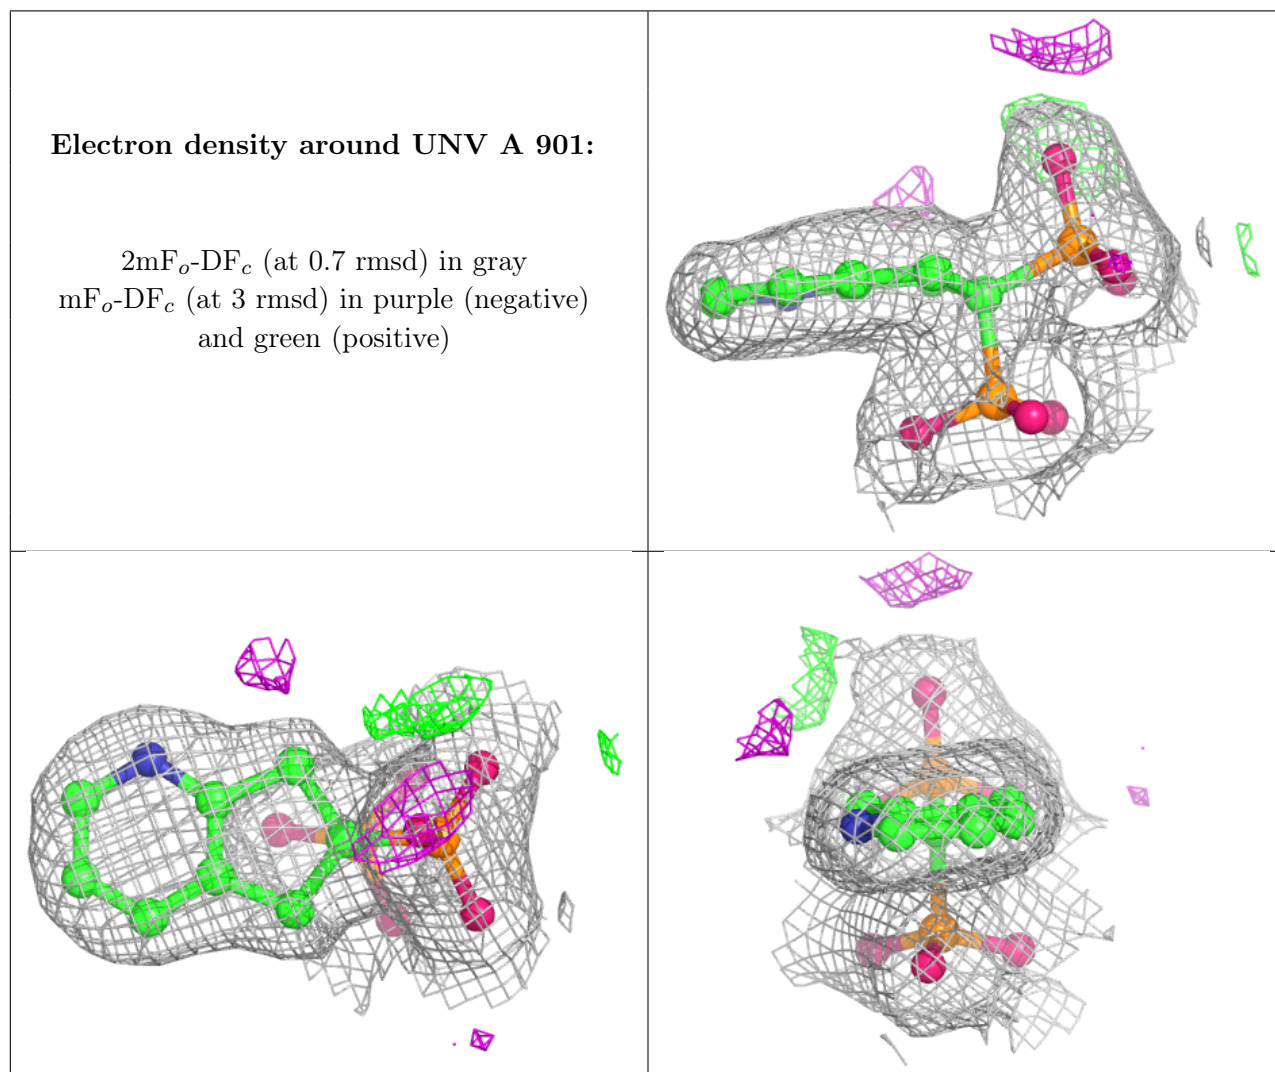 Electron density around UNV A 901:
2mFo-DFc (at 0.7 rmsd) in gray
mFo-DFc (at 3 rmsd) in purple (negative)
and green (positive)